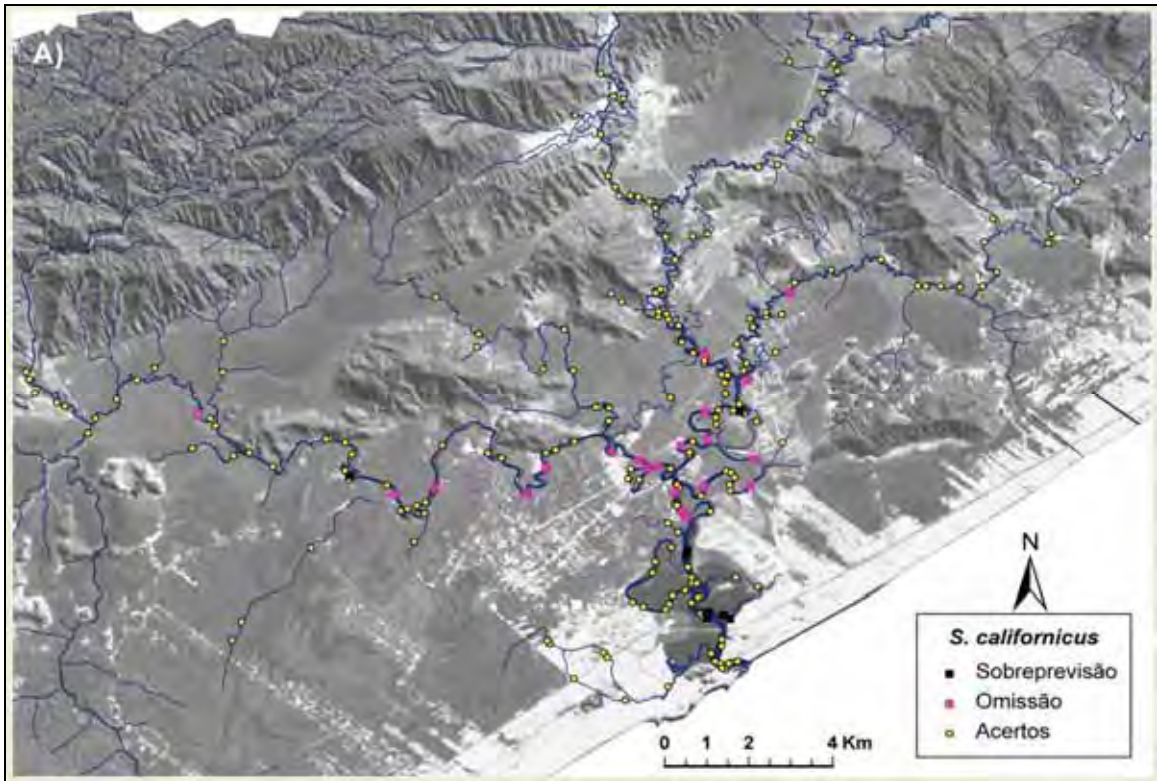 A)
N
S. californicus
Sobreprevisão
Omissão
Acertos
0 1 2 4 Km